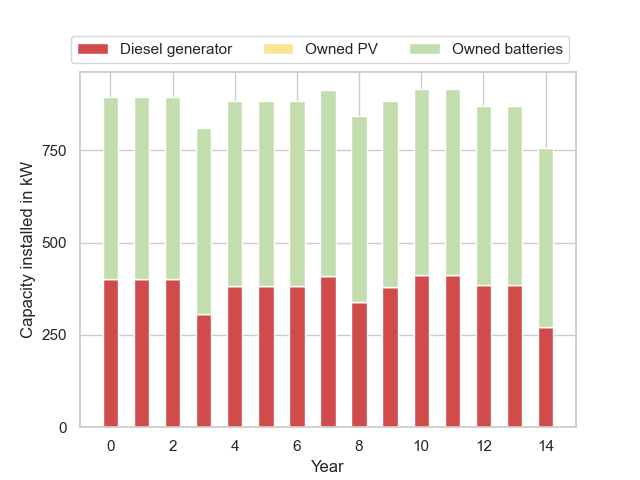 Diesel generator Owned PV Owned batteries
Capacity installed in kW
750
500
250
0
0 2 4 6 8 10 12 14
Year